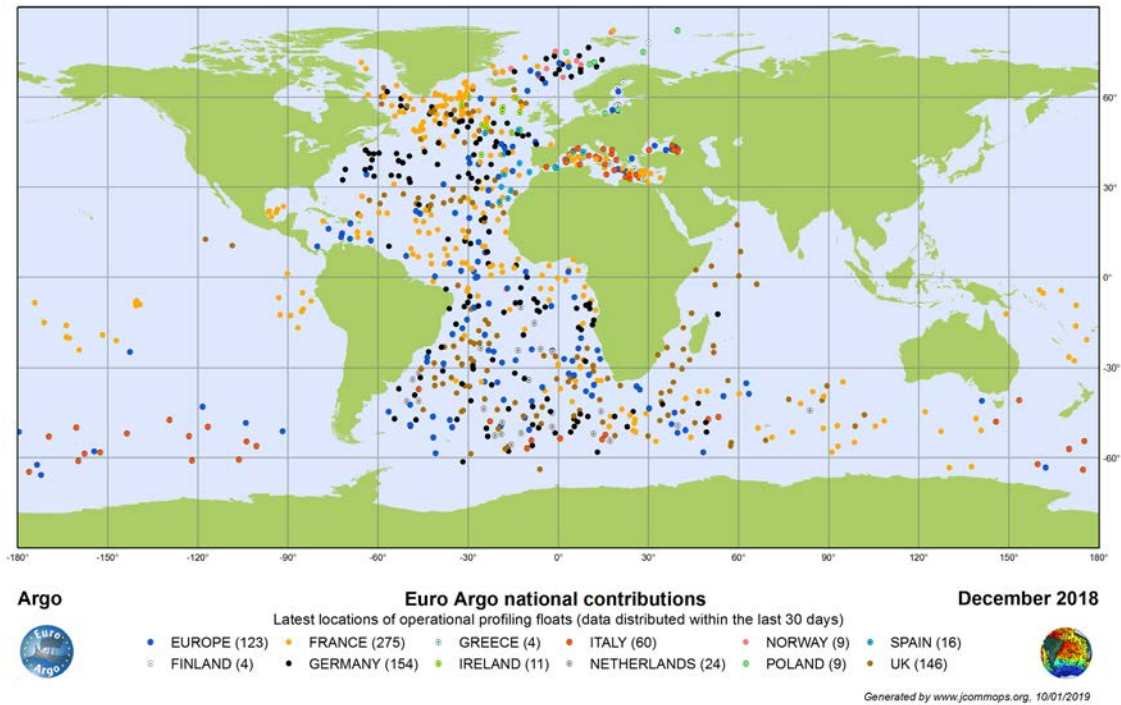 60°
30°
0°
-30°
-60°
-180° -150° -120° -90° -60° -30° 0° 30° 60° 90° 120° 150° 180°
Argo Euro Argo national contributions December 2018
Latest locations of operational profiling floats (data distributed within the last 30 days)
EUROPE (123) FRANCE (275) GREECE (4) ITALY (60) NORWAY (9) SPAIN (16)
FINLAND (4) GERMANY (154) IRELAND (11) NETHERLANDS (24) POLAND (9) UK (146)
Euro
Argo
Generated by www.jcommops.org, 10/01/2019